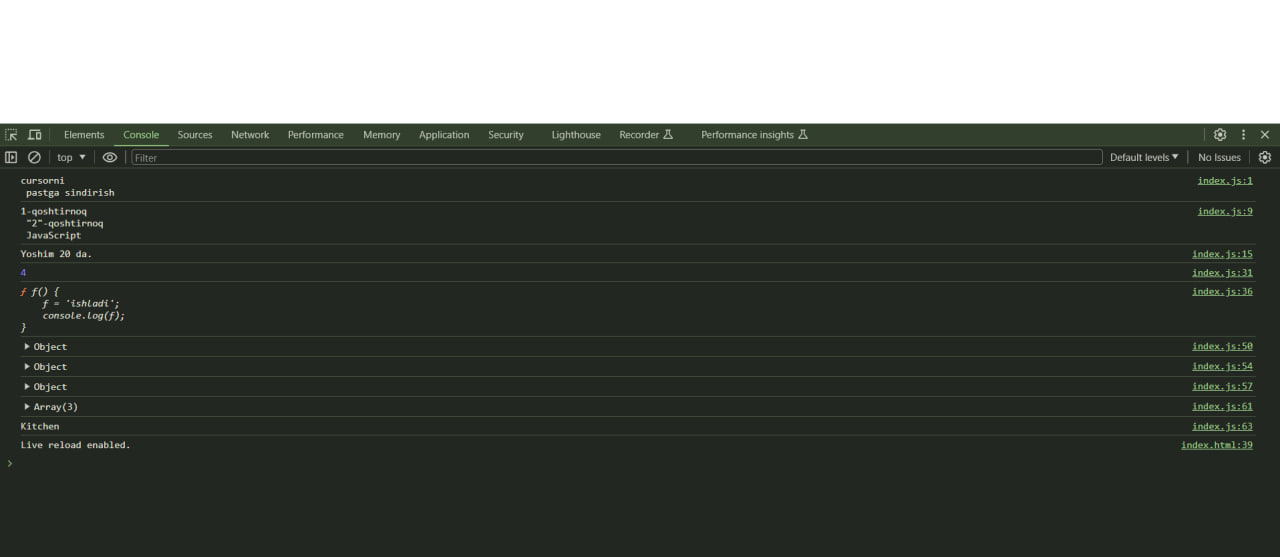 Elements Console Sources Network Performance Memory Application Security Lighthouse Recorder Performance insights
top Filter Default levels No Issues
cursorni index.js:1
pastga sindirish
1-qoshtirnoq index.js:9
"2"-qoshtirnoq
JavaScript
Yoshim 20 da. index.js:15
4 index.js:31
ƒ f() { index.js:36
f = 'ishladi';
console.log(f);
}
Object index.js:50
Object index.js:54
Object index.js:57
Array(3) index.js:61
Kitchen index.js:63
Live reload enabled. index.html:39